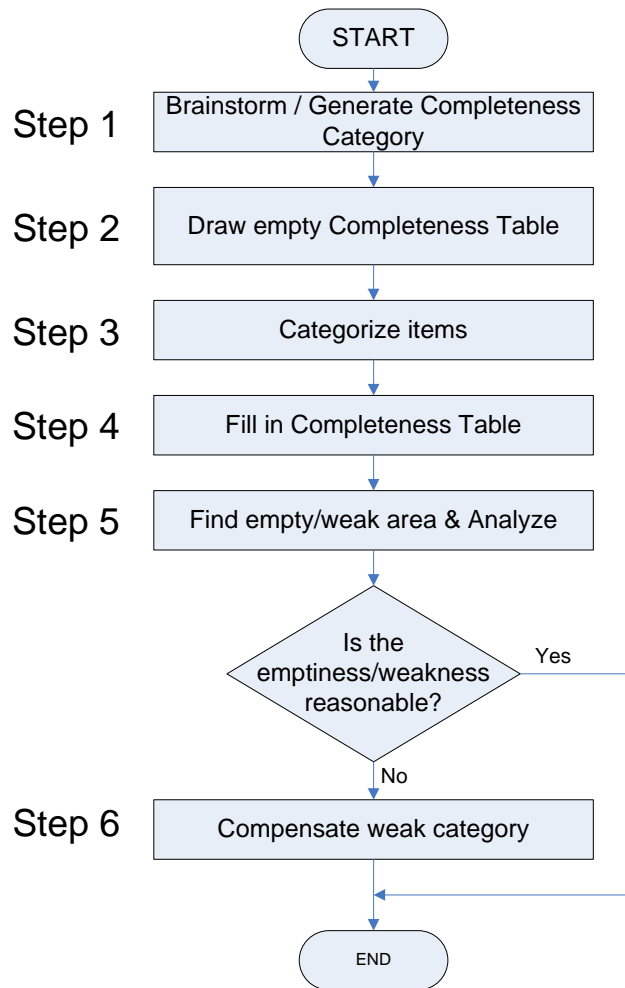 START
Step 1
Brainstorm / Generate Completeness
Category
Step 2
Draw empty Completeness Table
Step 3
Categorize items
Step 4
Fill in Completeness Table
Step 5
Find empty/weak area & Analyze
Is the
emptiness/weakness
reasonable?
Yes
No
Step 6
Compensate weak category
END